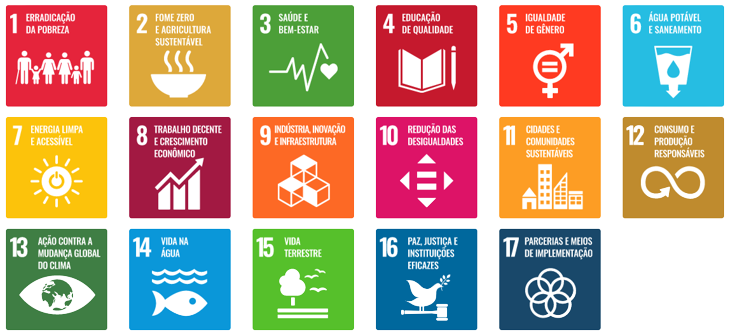 1 ERRADICAÇÃO
DA POBREZA
2 FOME ZERO
E AGRICULTURA
SUSTENTÁVEL
3 SAÚDE E
BEM-ESTAR
4 EDUCAÇÃO
DE QUALIDADE
5 IGUALDADE
DE GÊNERO
6 ÁGUA POTÁVEL
E SANEAMENTO
7 ENERGIA LIMPA
E ACESSÍVEL
8 TRABALHO DECENTE
E CRESCIMENTO
ECONÔMICO
9 INDÚSTRIA, INOVAÇÃO
E INFRAESTRUTURA
10 REDUÇÃO DAS
DESIGUALDADES
11 CIDADES E
COMUNIDADES
SUSTENTÁVEIS
12 CONSUMO E
PRODUÇÃO
RESPONSÁVEIS
13 AÇÃO CONTRA A
MUDANÇA GLOBAL
DO CLIMA
14 VIDA NA
ÁGUA
15 VIDA
TERRESTRE
16 PAZ, JUSTIÇA E
INSTITUIÇÕES
EFICAZES
17 PARCERIAS E MEIOS
DE IMPLEMENTAÇÃO